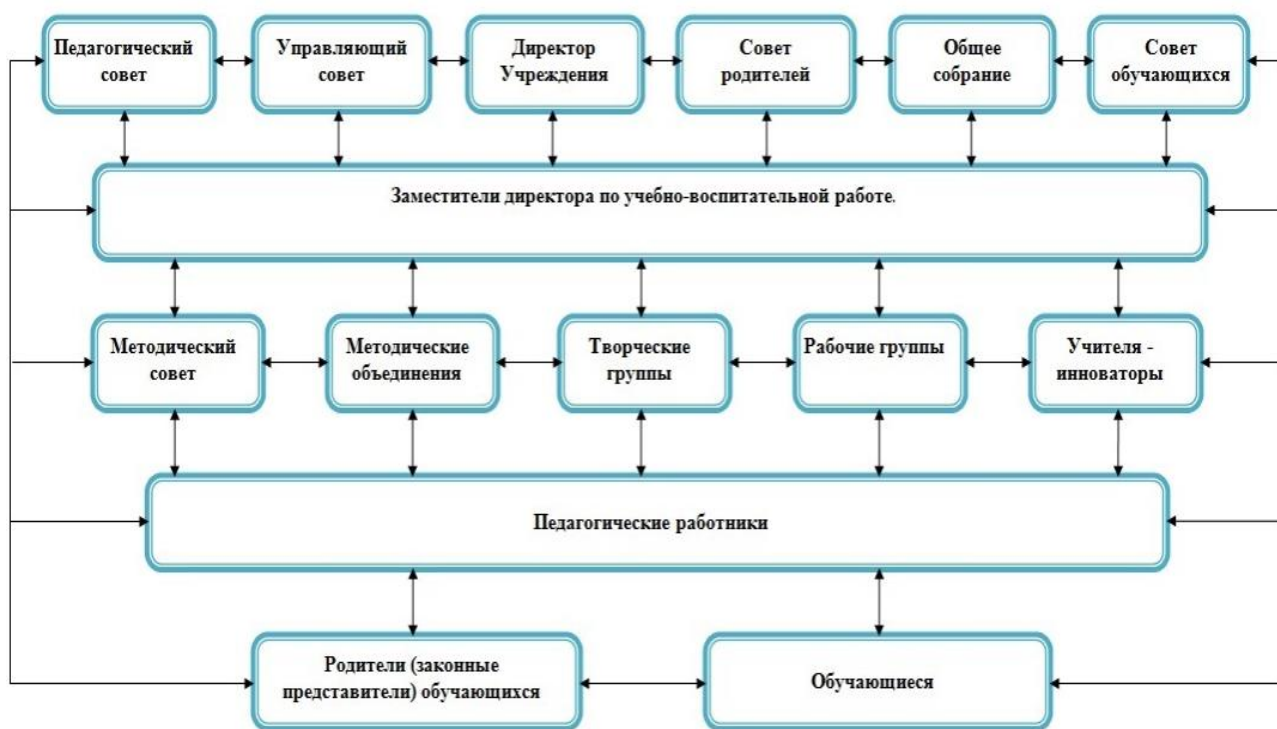 Педагогический
совет
Управляющий
совет
Директор
Учреждения
Совет
родителей
Общее
собрание
Совет
обучающихся
Заместители директора по учебно-воспитательной работе.
Методический
совет
Методические
объединения
Творческие
группы
Рабочие группы
Учителя -
инноваторы
Педагогические работники
Родители (законные
представители) обучающихся
Обучающиеся